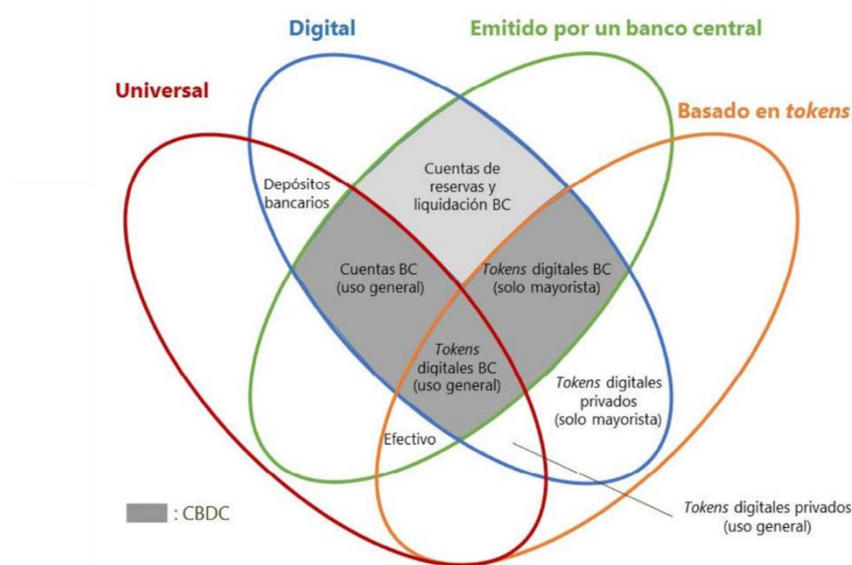 Digital
Emitido por un banco central
Universal
Basado en tokens
Cuentas de
reservas y
liquidación BC
Depósitos
bancarios
Cuentas BC
(uso general)
Tokens digitales BC
(solo mayorista)
Tokens
digitales BC
(uso general)
Tokens digitales
privados
(solo mayorista)
Efectivo
Tokens digitales privados
(uso general)
: CBDC